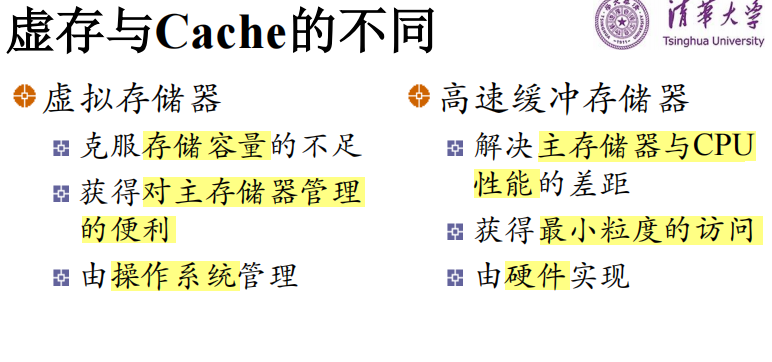 虚存与Cache的不同
清华大学
Tsinghua University
虚拟存储器
克服存储容量的不足
获得对主存储器管理
的便利
由操作系统管理
高速缓冲存储器
解决主存储器与CPU
性能的差距
获得最小粒度的访问
由硬件实现